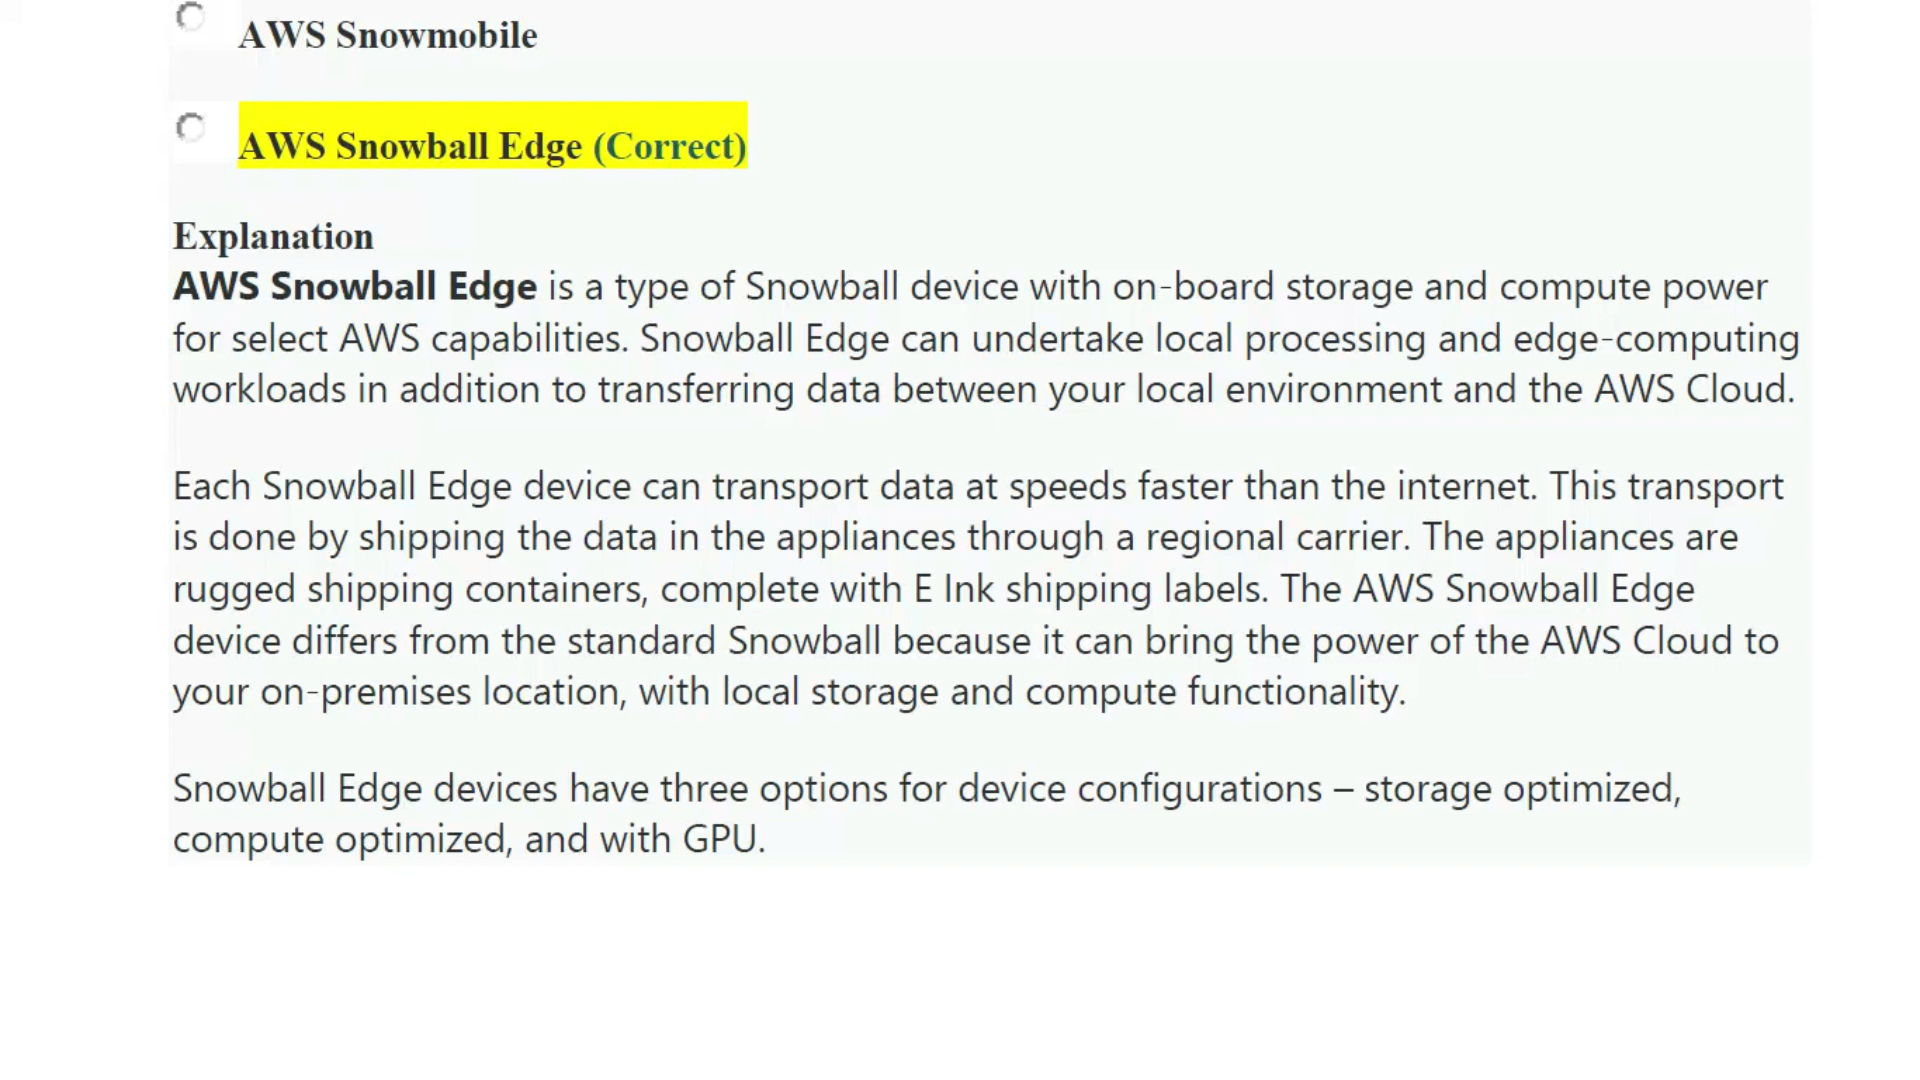 AWS Snowmobile
AWS Snowball Edge (Correct)
Explanation
AWS Snowball Edge is a type of Snowball device with on-board storage and compute power
for select AWS capabilities. Snowball Edge can undertake local processing and edge-computing
workloads in addition to transferring data between your local environment and the AWS Cloud.
Each Snowball Edge device can transport data at speeds faster than the internet. This transport
is done by shipping the data in the appliances through a regional carrier. The appliances are
rugged shipping containers, complete with E Ink shipping labels. The AWS Snowball Edge
device differs from the standard Snowball because it can bring the power of the AWS Cloud to
your on-premises location, with local storage and compute functionality.
Snowball Edge devices have three options for device configurations – storage optimized,
compute optimized, and with GPU.